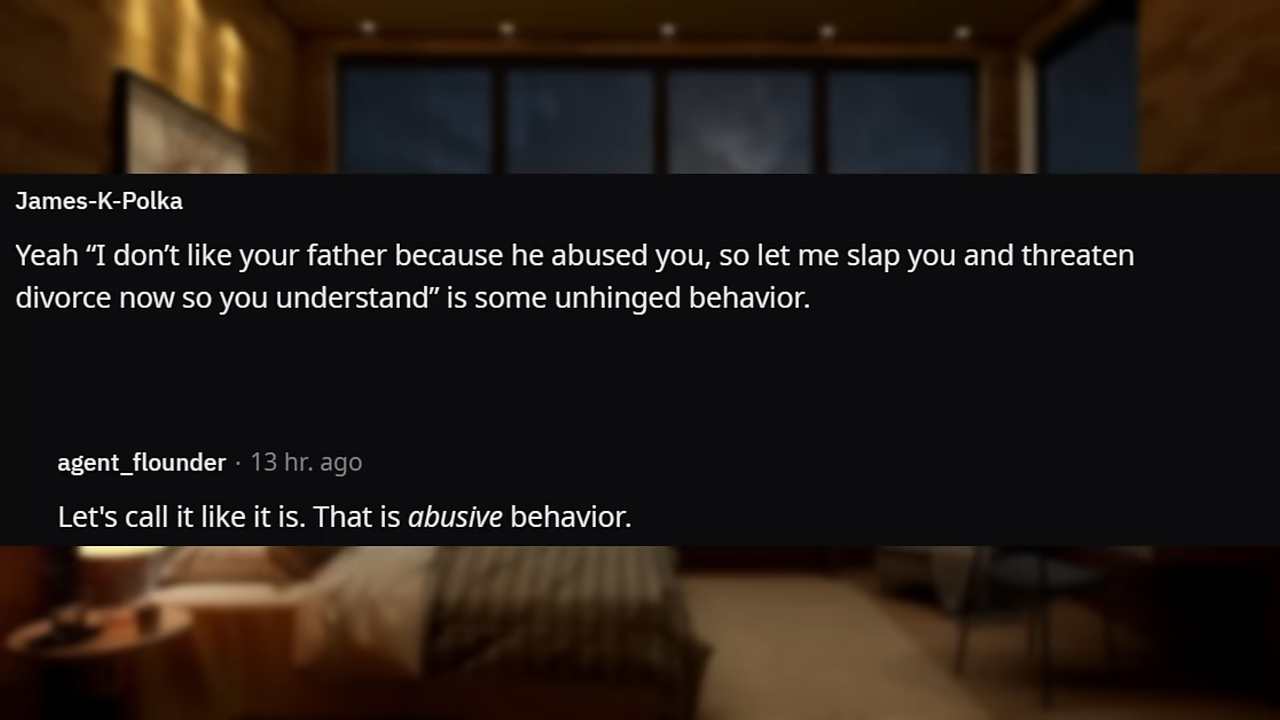 James-K-Polka
Yeah “I don’t like your father because he abused you, so let me slap you and threaten
divorce now so you understand” is some unhinged behavior.
agent_flounder · 13 hr. ago
Let's call it like it is. That is abusive behavior.